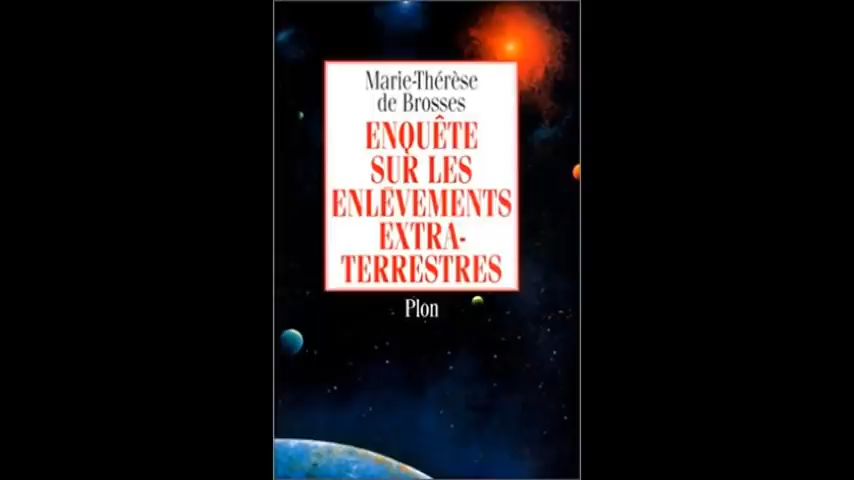 Marie-Thérèse
de Brosses
ENQUÊTE
SUR LES
ENLÈVEMENTS
EXTRA-
TERRESTRES
Plon